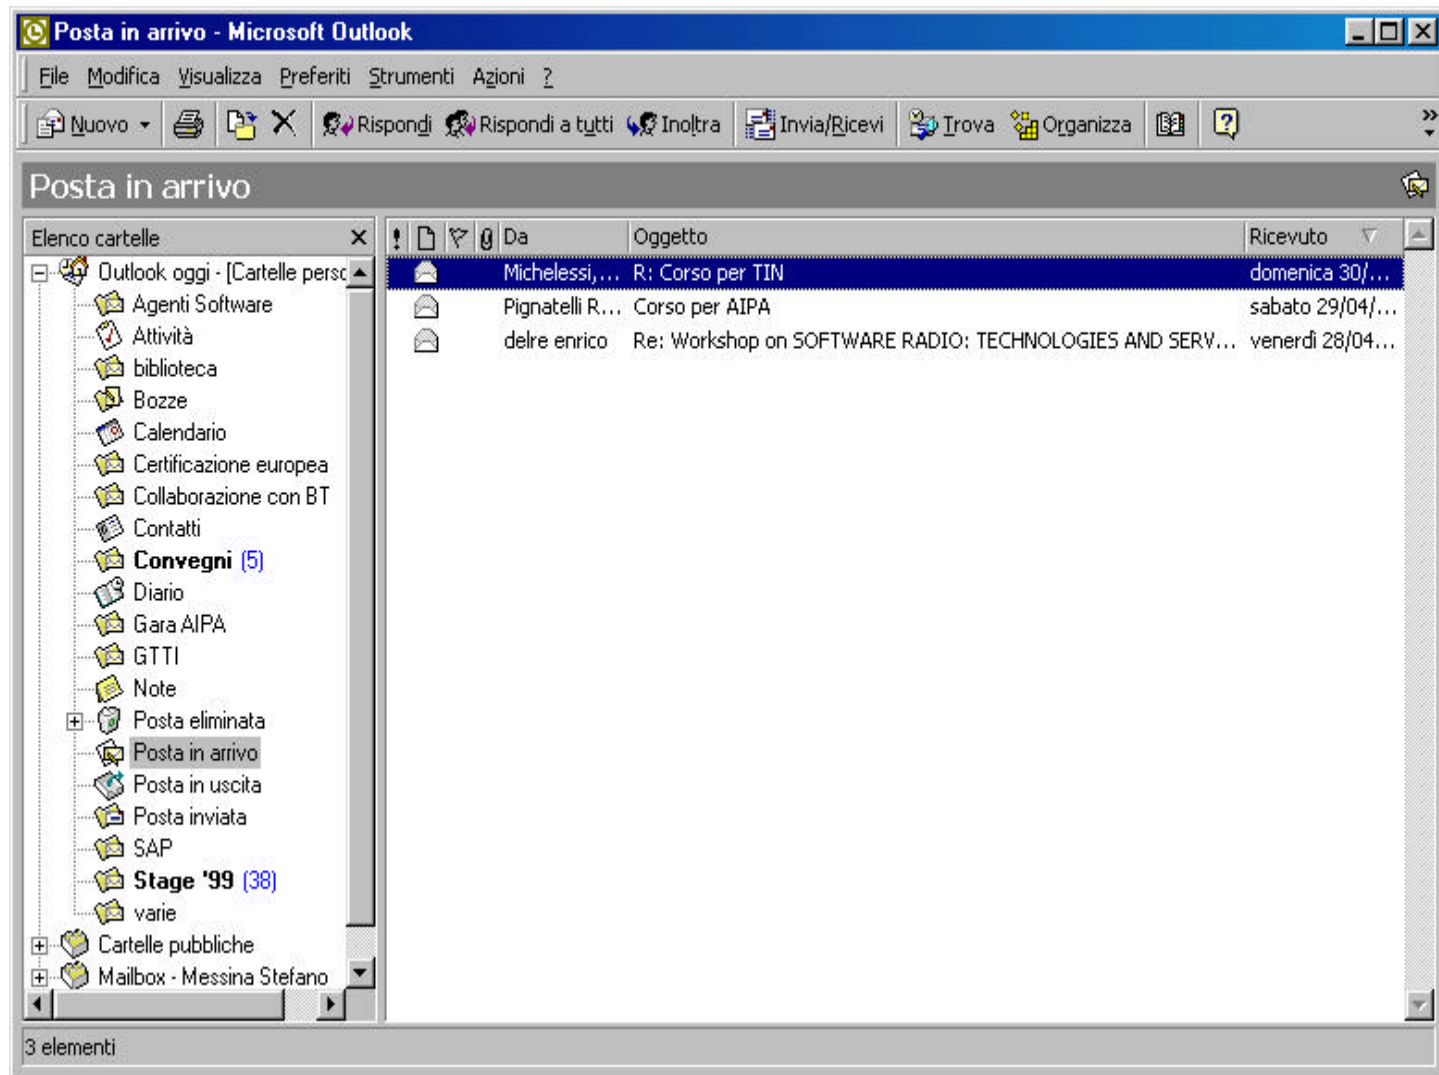 Posta in arrivo - Microsoft Outlook
File Modifica Visualizza Preferiti Strumenti Azioni ?
Nuovo Rispondi Rispondi a tutti Inoltra Invia/Ricevi Trova Organizza
Posta in arrivo
Elenco cartelle
Outlook oggi - [Cartelle persc
Agenti Software
Attività
biblioteca
Bozze
Calendario
Certificazione europea
Collaborazione con BT
Contatti
Convegni (5)
Diario
Gara AIPA
GTTI
Note
Posta eliminata
Posta in arrivo
Posta in uscita
Posta inviata
SAP
Stage '99 (38)
varie
Cartelle pubbliche
Mailbox - Messina Stefano
Da Oggetto Ricevuto
Michelessi,... R: Corso per TIN domenica 30/...
Pignatelli R... Corso per AIPA sabato 29/04/...
delre enrico Re: Workshop on SOFTWARE RADIO: TECHNOLOGIES AND SERV... venerdì 28/04...
3 elementi